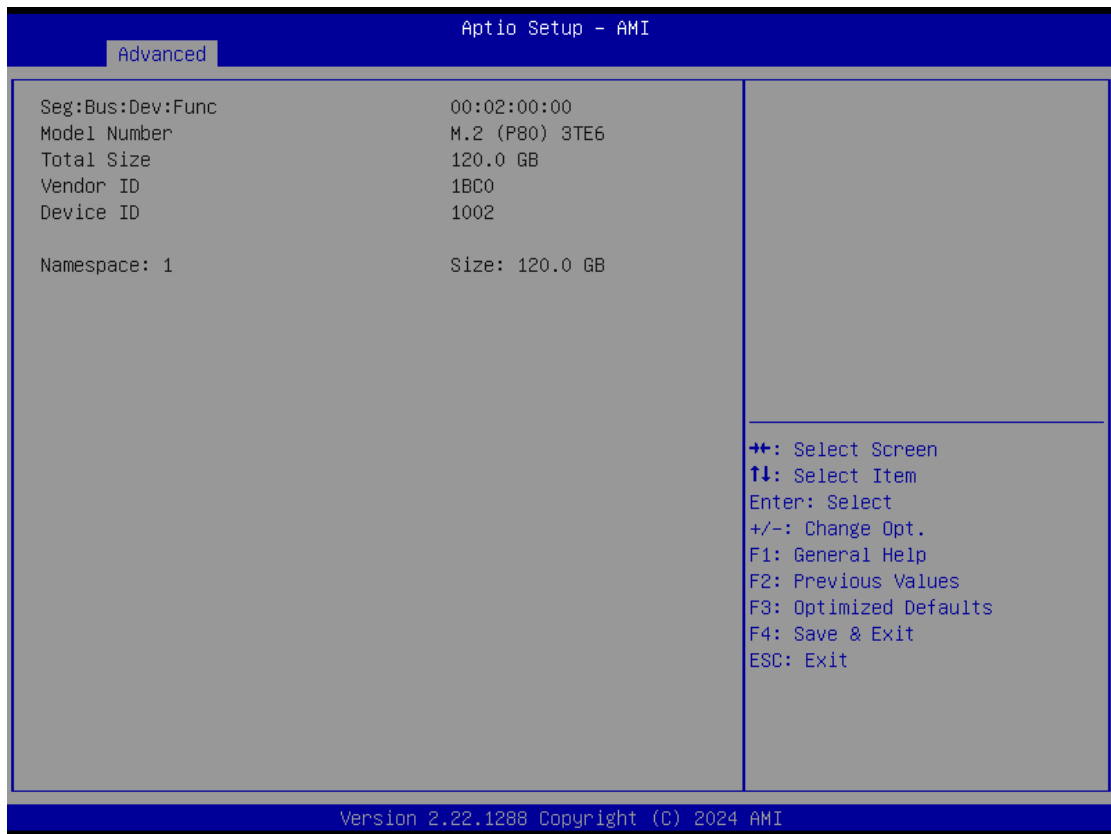 Aptio Setup – AMI
Advanced
Seg:Bus:Dev:Func 00:02:00:00
Model Number M.2 (P80) 3TE6
Total Size 120.0 GB
Vendor ID 1BC0
Device ID 1002
Namespace: 1 Size: 120.0 GB
→←: Select Screen
↑↓: Select Item
Enter: Select
+/-: Change Opt.
F1: General Help
F2: Previous Values
F3: Optimized Defaults
F4: Save & Exit
ESC: Exit
Version 2.22.1288 Copyright (C) 2024 AMI